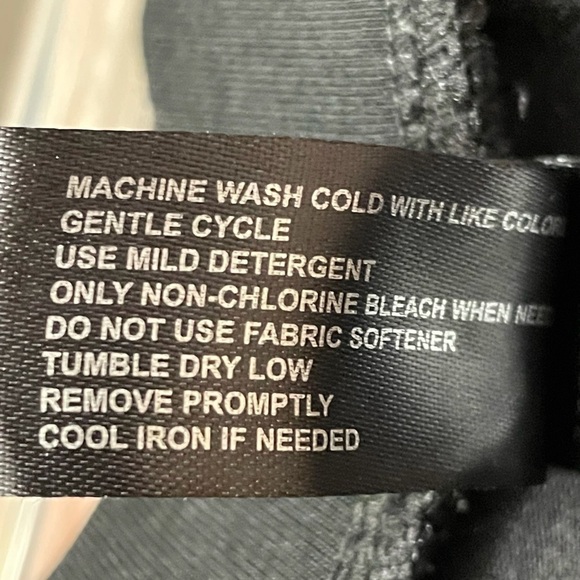 MACHINE WASH COLD WITH LIKE COLOR
GENTLE CYCLE
USE MILD DETERGENT
ONLY NON-CHLORINE BLEACH WHEN NEE
DO NOT USE FABRIC SOFTENER
TUMBLE DRY LOW
REMOVE PROMPTLY
COOL IRON IF NEEDED